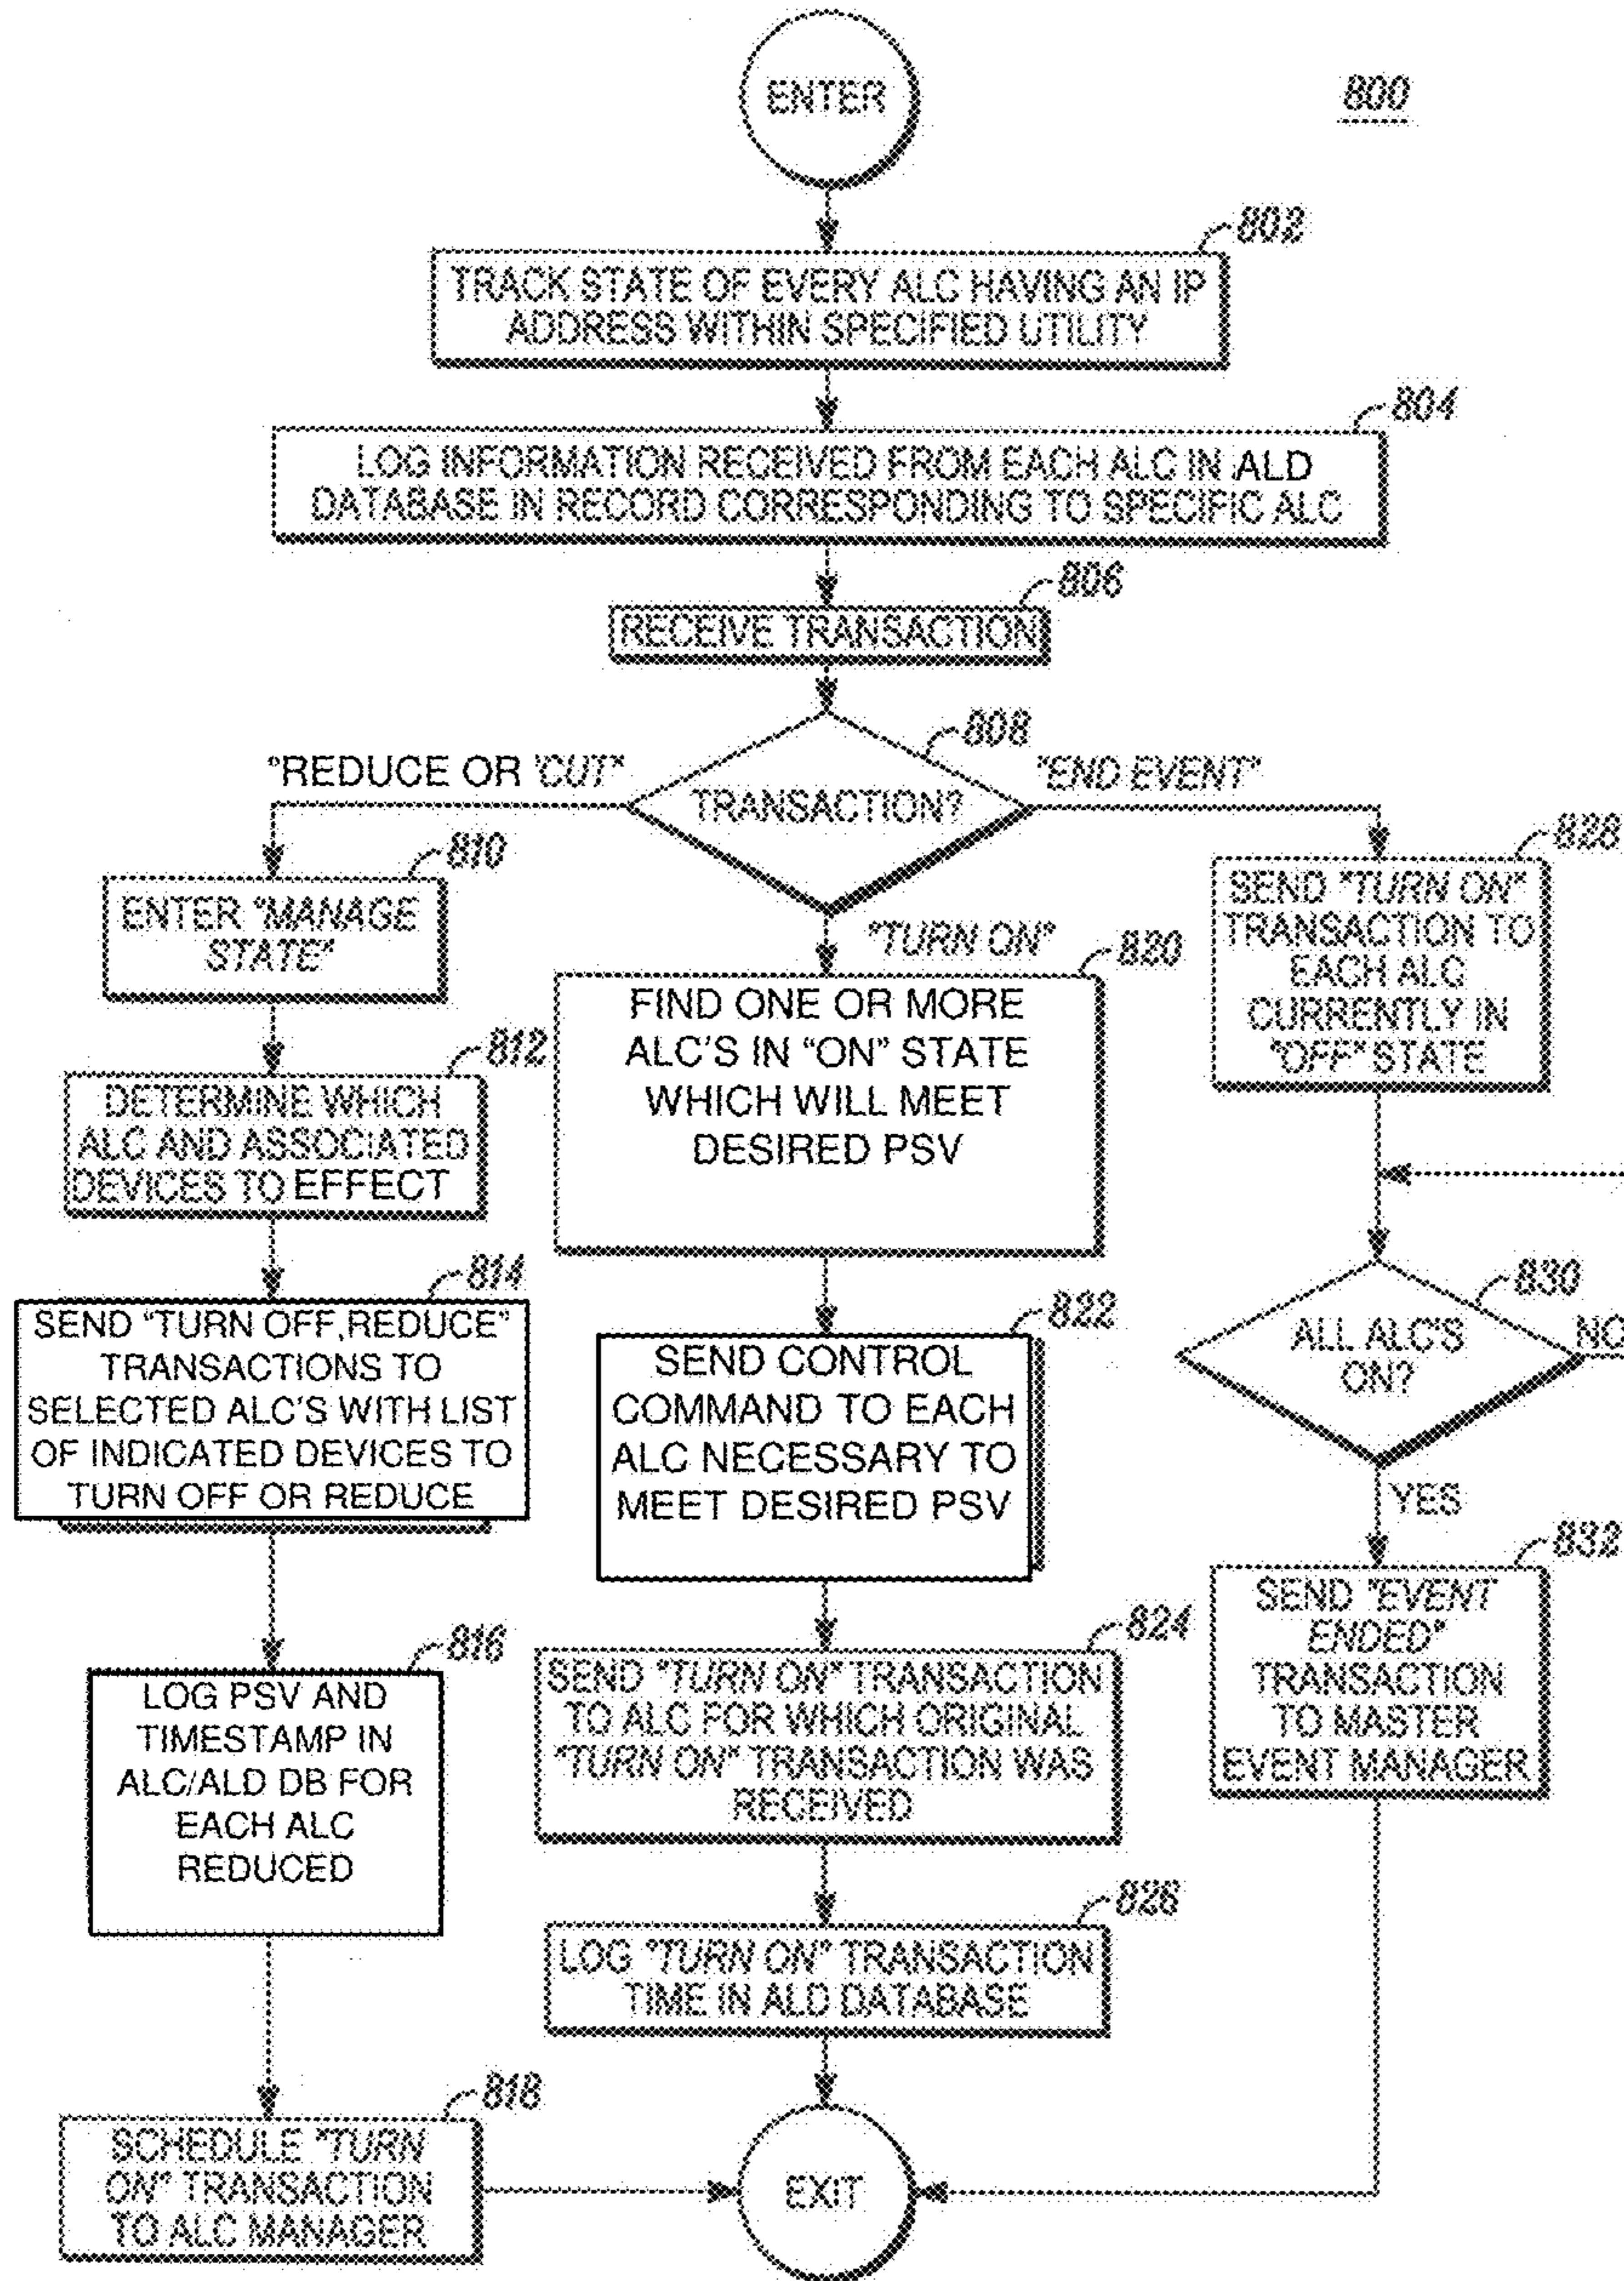 ENTER
800
802
TRACK STATE OF EVERY ALC HAVING AN IP
ADDRESS WITHIN SPECIFIED UTILITY
804
LOG INFORMATION RECEIVED FROM EACH ALC IN ALD
DATABASE IN RECORD CORRESPONDING TO SPECIFIC ALC
806
RECEIVE TRANSACTION
808
TRANSACTION?
"REDUCE OR 'CUT"
"END EVENT"
"TURN ON"
810
ENTER "MANAGE
STATE"
812
DETERMINE WHICH
ALC AND ASSOCIATED
DEVICES TO EFFECT
814
SEND "TURN OFF,REDUCE"
TRANSACTIONS TO
SELECTED ALC'S WITH LIST
OF INDICATED DEVICES TO
TURN OFF OR REDUCE
816
LOG PSV AND
TIMESTAMP IN
ALC/ALD DB FOR
EACH ALC
REDUCED
818
SCHEDULE "TURN
ON" TRANSACTION
TO ALC MANAGER
820
FIND ONE OR MORE
ALC'S IN "ON" STATE
WHICH WILL MEET
DESIRED PSV
822
SEND CONTROL
COMMAND TO EACH
ALC NECESSARY TO
MEET DESIRED PSV
824
SEND "TURN ON" TRANSACTION
TO ALC FOR WHICH ORIGINAL
"TURN ON" TRANSACTION WAS
RECEIVED
826
LOG "TURN ON" TRANSACTION
TIME IN ALD DATABASE
EXIT
828
SEND "TURN ON"
TRANSACTION TO
EACH ALC
CURRENTLY IN
"OFF" STATE
830
ALL ALC'S
ON?
NO
YES
832
SEND "EVENT
ENDED"
TRANSACTION
TO MASTER
EVENT MANAGER